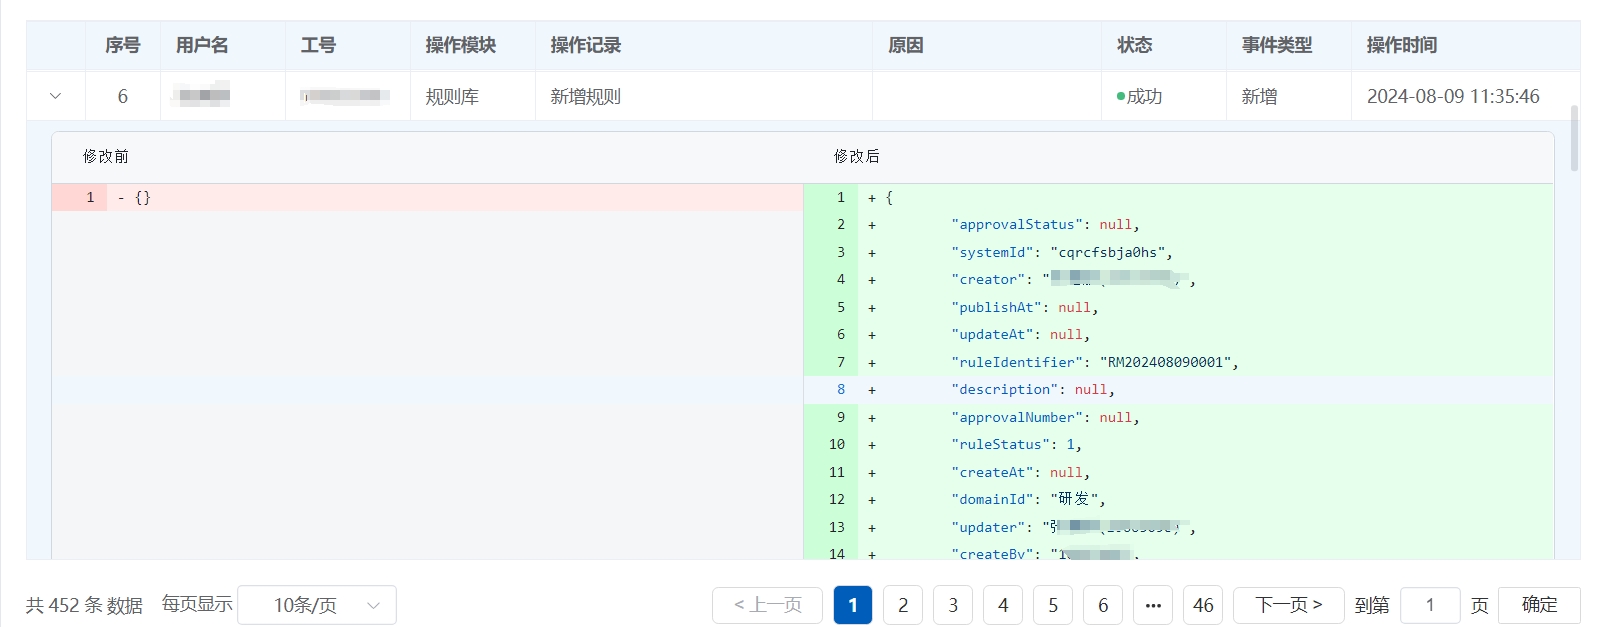 序号 用户名 工号 操作模块 操作记录 原因 状态 事件类型 操作时间
6 规则库 新增规则 成功 新增 2024-08-09 11:35:46
修改前 修改后
1 - {} 1 + {
2 + "approvalStatus": null,
3 + "systemId": "cqrcfsbja0hs",
4 + "creator": " ,
5 + "publishAt": null,
6 + "updateAt": null,
7 + "ruleIdentifier": "RM202408090001",
8 + "description": null,
9 + "approvalNumber": null,
10 + "ruleStatus": 1,
11 + "createAt": null,
12 + "domainId": "研发",
13 + "updater": " ,
14 + "createBy": "
共 452 条 数据 每页显示 10条/页 < 上一页 1 2 3 4 5 6 ··· 46 下一页 > 到第 1 页 确定